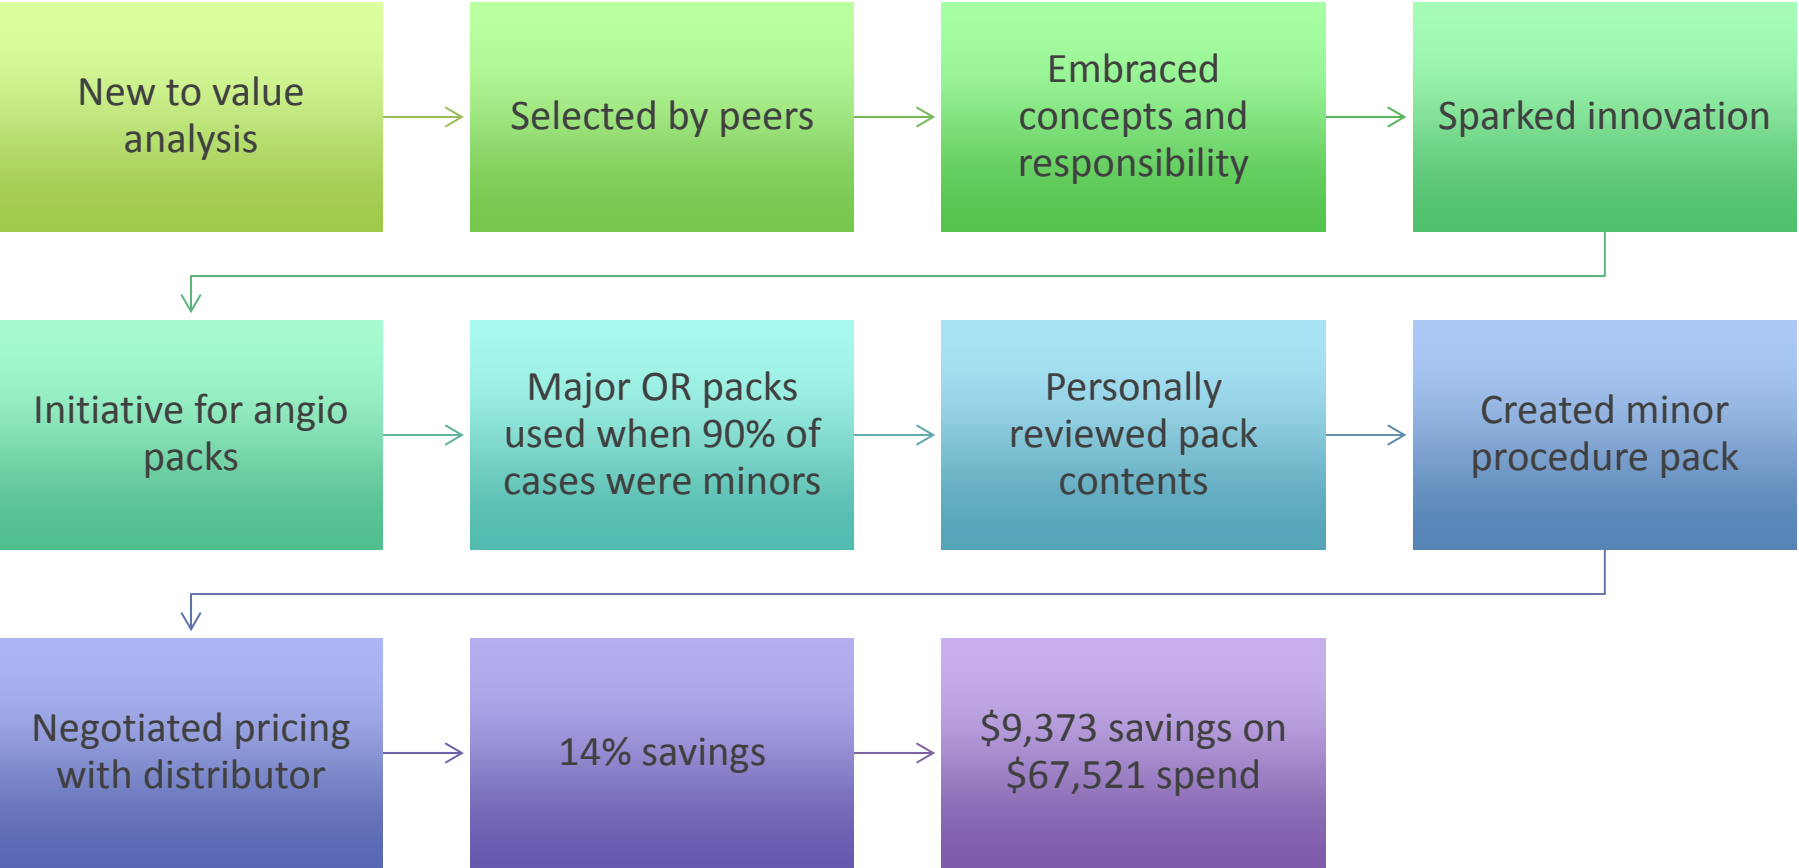 New to value
analysis
Selected by peers
Embraced
concepts and
responsibility
Sparked innovation
Initiative for angio
packs
Major OR packs
used when 90% of
cases were minors
Personally
reviewed pack
contents
Created minor
procedure pack
Negotiated pricing
with distributor
14% savings
$9,373 savings on
$67,521 spend